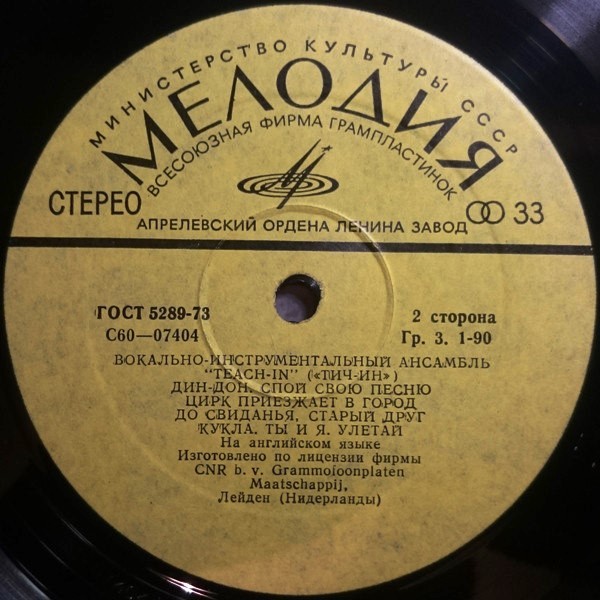 МИНИСТЕРСТВО КУЛЬТУРЫ СССР
МЕЛОДИЯ
ВСЕСОЮЗНАЯ ФИРМА ГРАМПЛАСТИНОК
СТЕРЕО
33
АПРЕЛЕВСКИЙ ОРДЕНА ЛЕНИНА ЗАВОД
ГОСТ 5289-73
2 сторона
С60—07404
Гр. 3. 1-90
ВОКАЛЬНО-ИНСТРУМЕНТАЛЬНЫЙ АНСАМБЛЬ
"TEACH-IN" («ТИЧ-ИН»)
ДИН-ДОН. СПОЙ СВОЮ ПЕСНЮ
ЦИРК ПРИЕЗЖАЕТ В ГОРОД
ДО СВИДАНЬЯ, СТАРЫЙ ДРУГ
КУКЛА. ТЫ И Я. УЛЕТАЙ
На английском языке
Изготовлено по лицензии фирмы
CNR b. v. Grammofoonplaten
Maatschappij,
Лейден (Нидерланды)